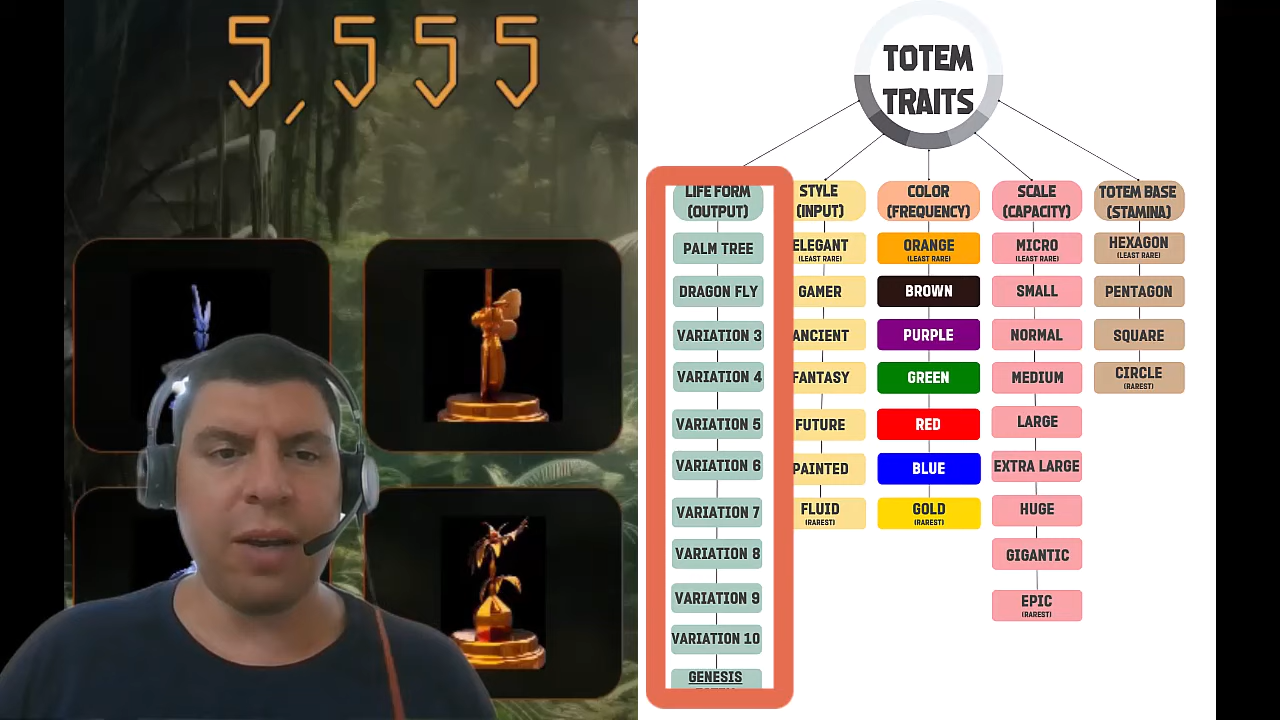 5,555
TOTEM
TRAITS
LIFE FORM
(OUTPUT)
PALM TREE
DRAGON FLY
VARIATION 3
VARIATION 4
VARIATION 5
VARIATION 6
VARIATION 7
VARIATION 8
VARIATION 9
VARIATION 10
GENESIS
STYLE
(INPUT)
ELEGANT
(LEAST RARE)
GAMER
ANCIENT
FANTASY
FUTURE
PAINTED
FLUID
(RAREST)
COLOR
(FREQUENCY)
ORANGE
(LEAST RARE)
BROWN
PURPLE
GREEN
RED
BLUE
GOLD
(RAREST)
SCALE
(CAPACITY)
MICRO
(LEAST RARE)
SMALL
NORMAL
MEDIUM
LARGE
EXTRA LARGE
HUGE
GIGANTIC
EPIC
(RAREST)
TOTEM BASE
(STAMINA)
HEXAGON
(LEAST RARE)
PENTAGON
SQUARE
CIRCLE
(RAREST)